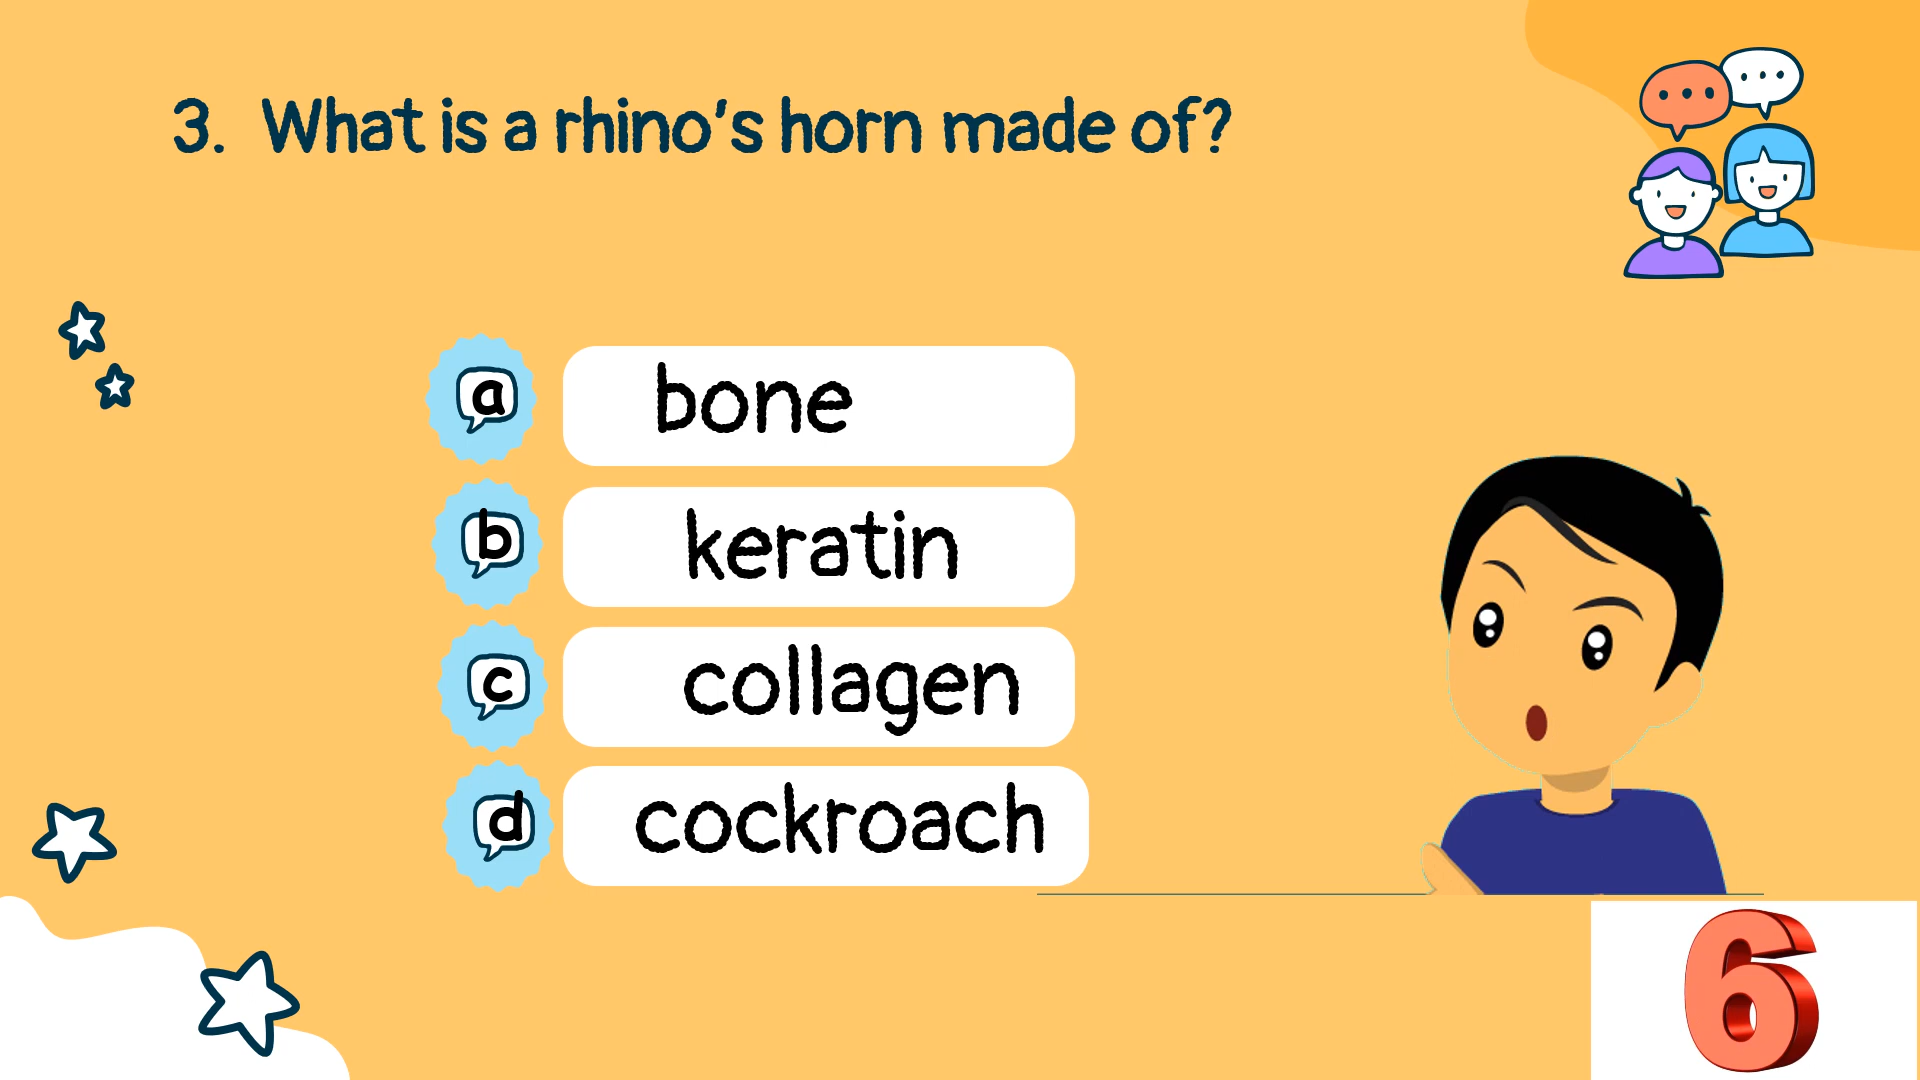 3. What is a rhino's horn made of?
a bone
b keratin
c collagen
d cockroach
6